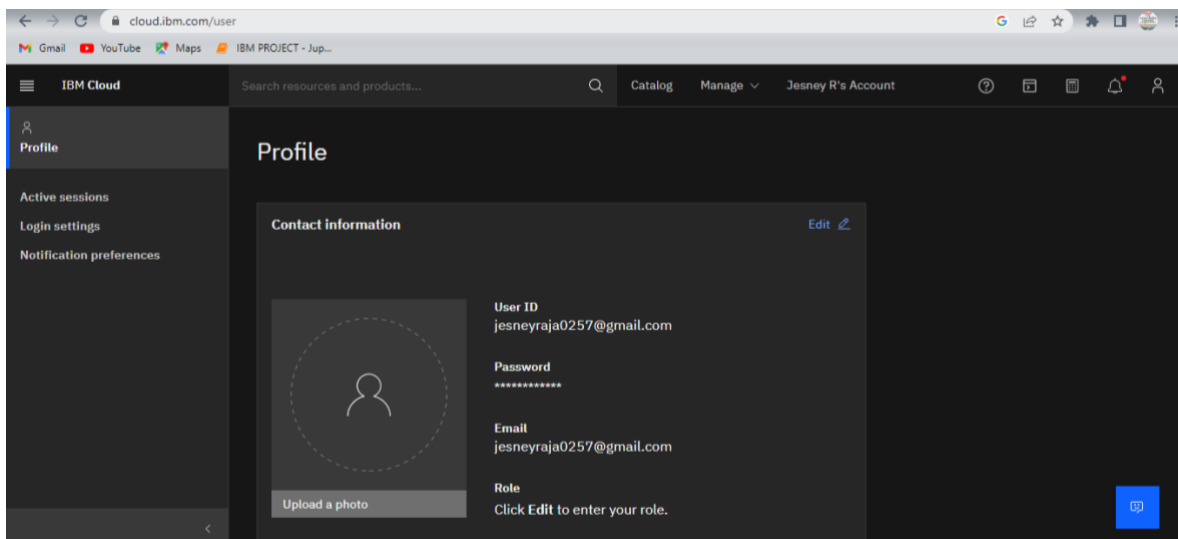 cloud.ibm.com/user
Gmail YouTube Maps IBM PROJECT - Jup...
IBM Cloud Search resources and products... Catalog Manage Jesney R's Account
Profile
Active sessions
Login settings
Notification preferences
Profile
Contact information Edit
Upload a photo
User ID
jesneyraja0257@gmail.com
Password
************
Email
jesneyraja0257@gmail.com
Role
Click Edit to enter your role.